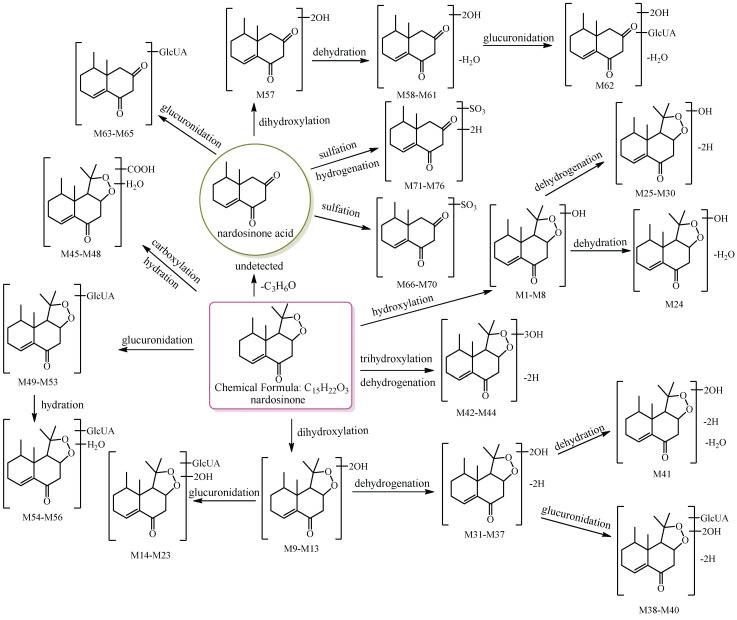 2OH
O
O
M57
dehydration
2OH
O
O
-H₂O
M58-M61
glucuronidation
2OH
GlcUA
O
O
-H₂O
M62
GlcUA
O
O
M63-M65
glucuronidation
dihydroxylation
sulfation
hydrogenation
SO₃
2H
O
O
M71-M76
O
O
nardosinone acid
sulfation
SO₃
O
O
M66-M70
OH
O
O
O
-2H
M25-M30
dehydrogenation
COOH
H₂O
O
O
O
M45-M48
carboxylation
hydration
undetected
-C₃H₆O
OH
O
O
O
M1-M8
hydroxylation
dehydration
OH
O
O
O
-H₂O
M24
GlcUA
O
O
O
M49-M53
glucuronidation
O
O
O
Chemical Formula: C₁₅H₂₂O₃
nardosinone
trihydroxylation
dehydrogenation
3OH
O
O
O
-2H
M42-M44
hydration
GlcUA
H₂O
O
O
O
M54-M56
dihydroxylation
GlcUA
2OH
O
O
O
M14-M23
glucuronidation
2OH
O
O
O
M9-M13
dehydrogenation
2OH
O
O
O
-2H
M31-M37
dehydration
2OH
O
O
O
-2H
-H₂O
M41
glucuronidation
GlcUA
2OH
O
O
O
-2H
M38-M40